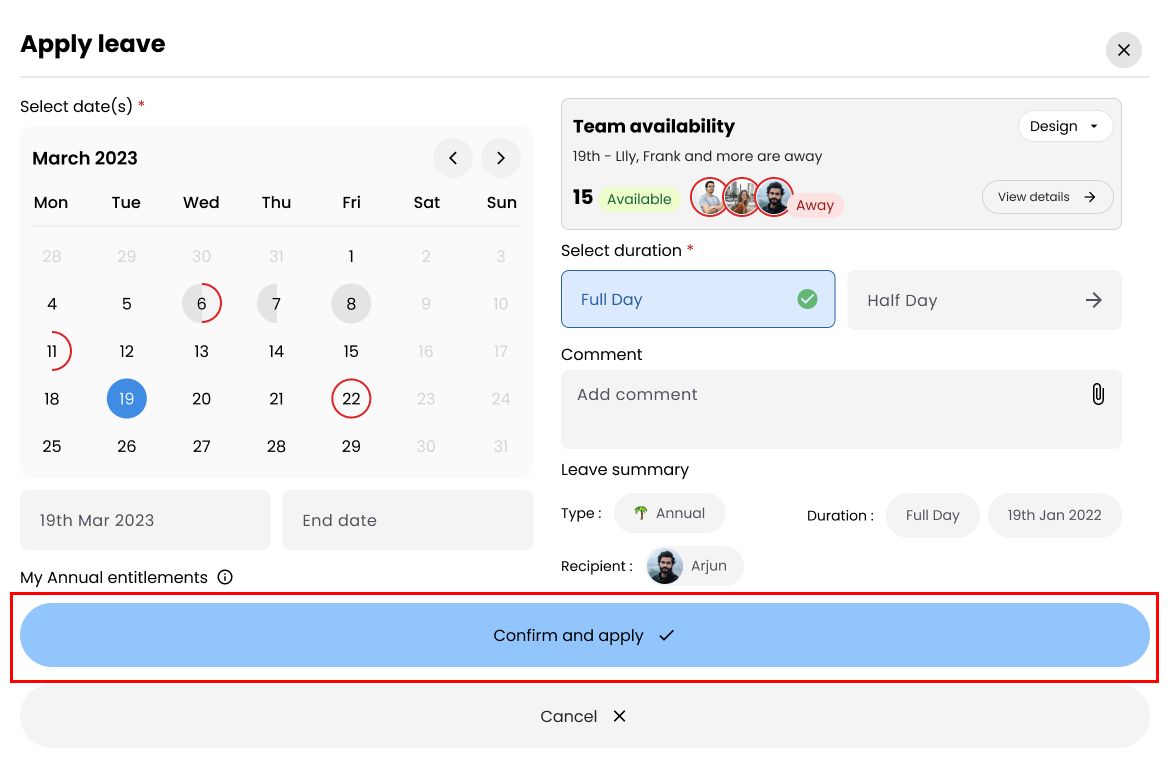 Apply leave
Select date(s) *
March 2023
Mon Tue Wed Thu Fri Sat Sun
28 29 30 31 1 2 3
4 5 6 7 8 9 10
11 12 13 14 15 16 17
18 19 20 21 22 23 24
25 26 27 28 29 30 31
19th Mar 2023 End date
My Annual entitlements
Team availability
Design
19th - LIly, Frank and more are away
15 Available Away View details
Select duration *
Full Day Half Day
Comment
Add comment
Leave summary
Type : Annual Duration : Full Day 19th Jan 2022
Recipient : Arjun
Confirm and apply
Cancel